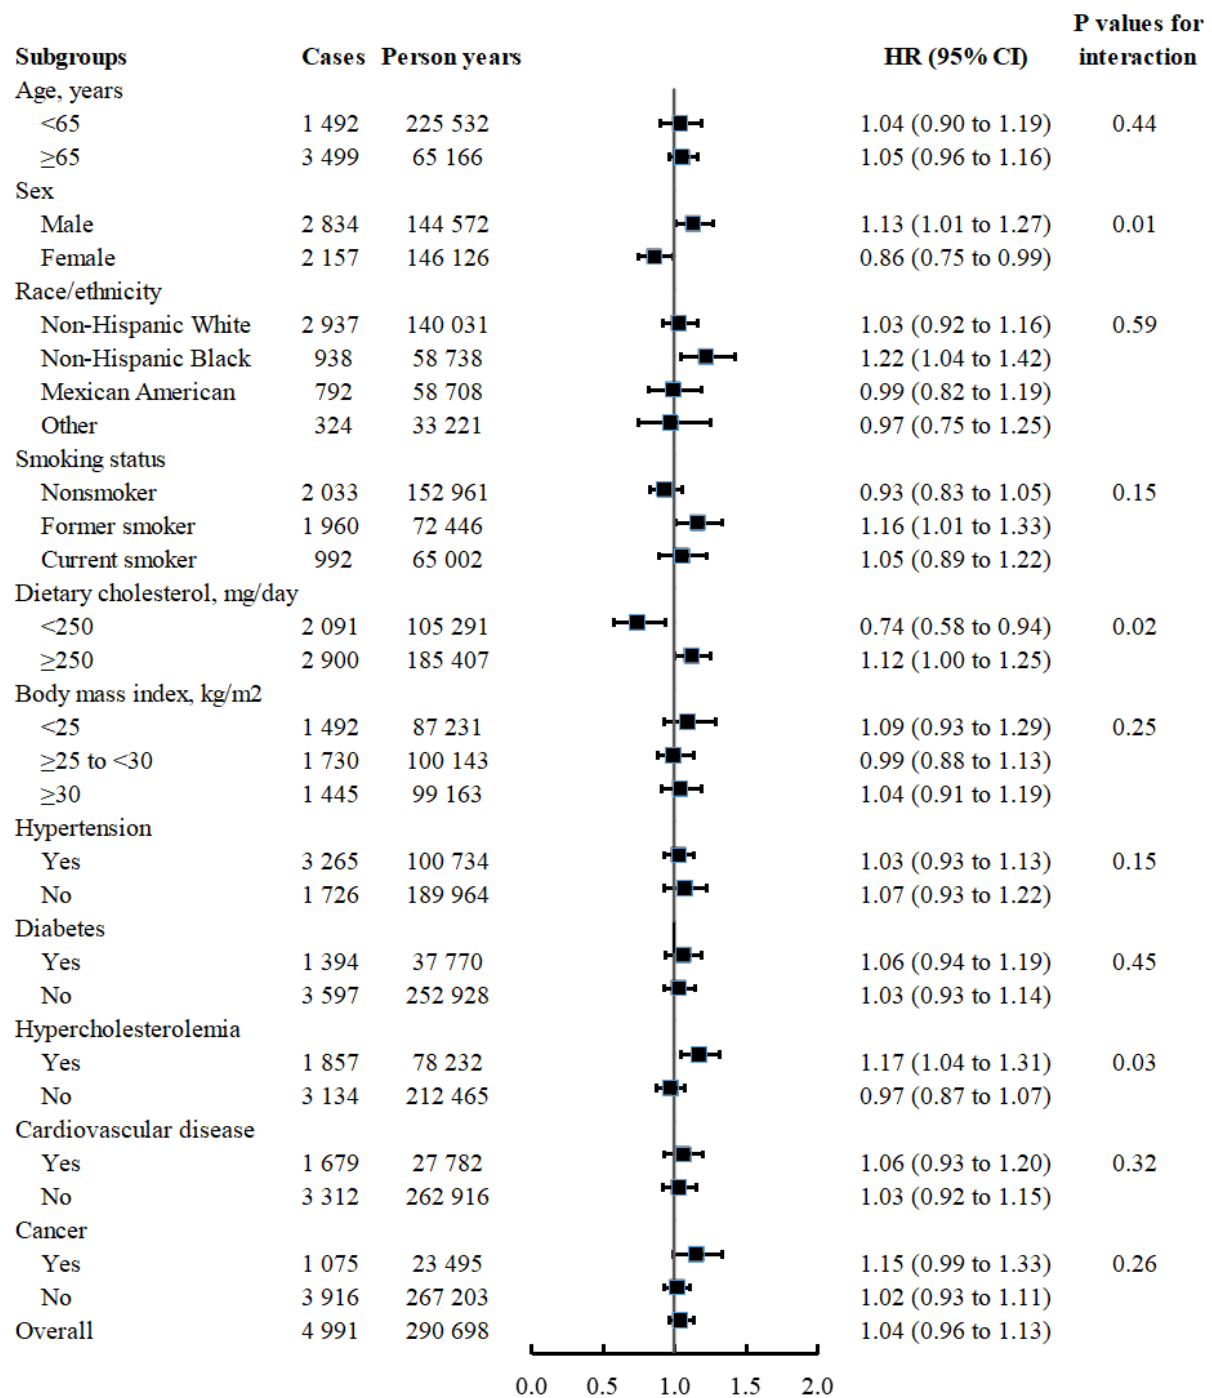 P values for
Subgroups Cases Person years HR (95% CI) interaction
Age, years
<65 1 492 225 532 1.04 (0.90 to 1.19) 0.44
≥65 3 499 65 166 1.05 (0.96 to 1.16)
Sex
Male 2 834 144 572 1.13 (1.01 to 1.27) 0.01
Female 2 157 146 126 0.86 (0.75 to 0.99)
Race/ethnicity
Non-Hispanic White 2 937 140 031 1.03 (0.92 to 1.16) 0.59
Non-Hispanic Black 938 58 738 1.22 (1.04 to 1.42)
Mexican American 792 58 708 0.99 (0.82 to 1.19)
Other 324 33 221 0.97 (0.75 to 1.25)
Smoking status
Nonsmoker 2 033 152 961 0.93 (0.83 to 1.05) 0.15
Former smoker 1 960 72 446 1.16 (1.01 to 1.33)
Current smoker 992 65 002 1.05 (0.89 to 1.22)
Dietary cholesterol, mg/day
<250 2 091 105 291 0.74 (0.58 to 0.94) 0.02
≥250 2 900 185 407 1.12 (1.00 to 1.25)
Body mass index, kg/m2
<25 1 492 87 231 1.09 (0.93 to 1.29) 0.25
≥25 to <30 1 730 100 143 0.99 (0.88 to 1.13)
≥30 1 445 99 163 1.04 (0.91 to 1.19)
Hypertension
Yes 3 265 100 734 1.03 (0.93 to 1.13) 0.15
No 1 726 189 964 1.07 (0.93 to 1.22)
Diabetes
Yes 1 394 37 770 1.06 (0.94 to 1.19) 0.45
No 3 597 252 928 1.03 (0.93 to 1.14)
Hypercholesterolemia
Yes 1 857 78 232 1.17 (1.04 to 1.31) 0.03
No 3 134 212 465 0.97 (0.87 to 1.07)
Cardiovascular disease
Yes 1 679 27 782 1.06 (0.93 to 1.20) 0.32
No 3 312 262 916 1.03 (0.92 to 1.15)
Cancer
Yes 1 075 23 495 1.15 (0.99 to 1.33) 0.26
No 3 916 267 203 1.02 (0.93 to 1.11)
Overall 4 991 290 698 1.04 (0.96 to 1.13)
0.0 0.5 1.0 1.5 2.0